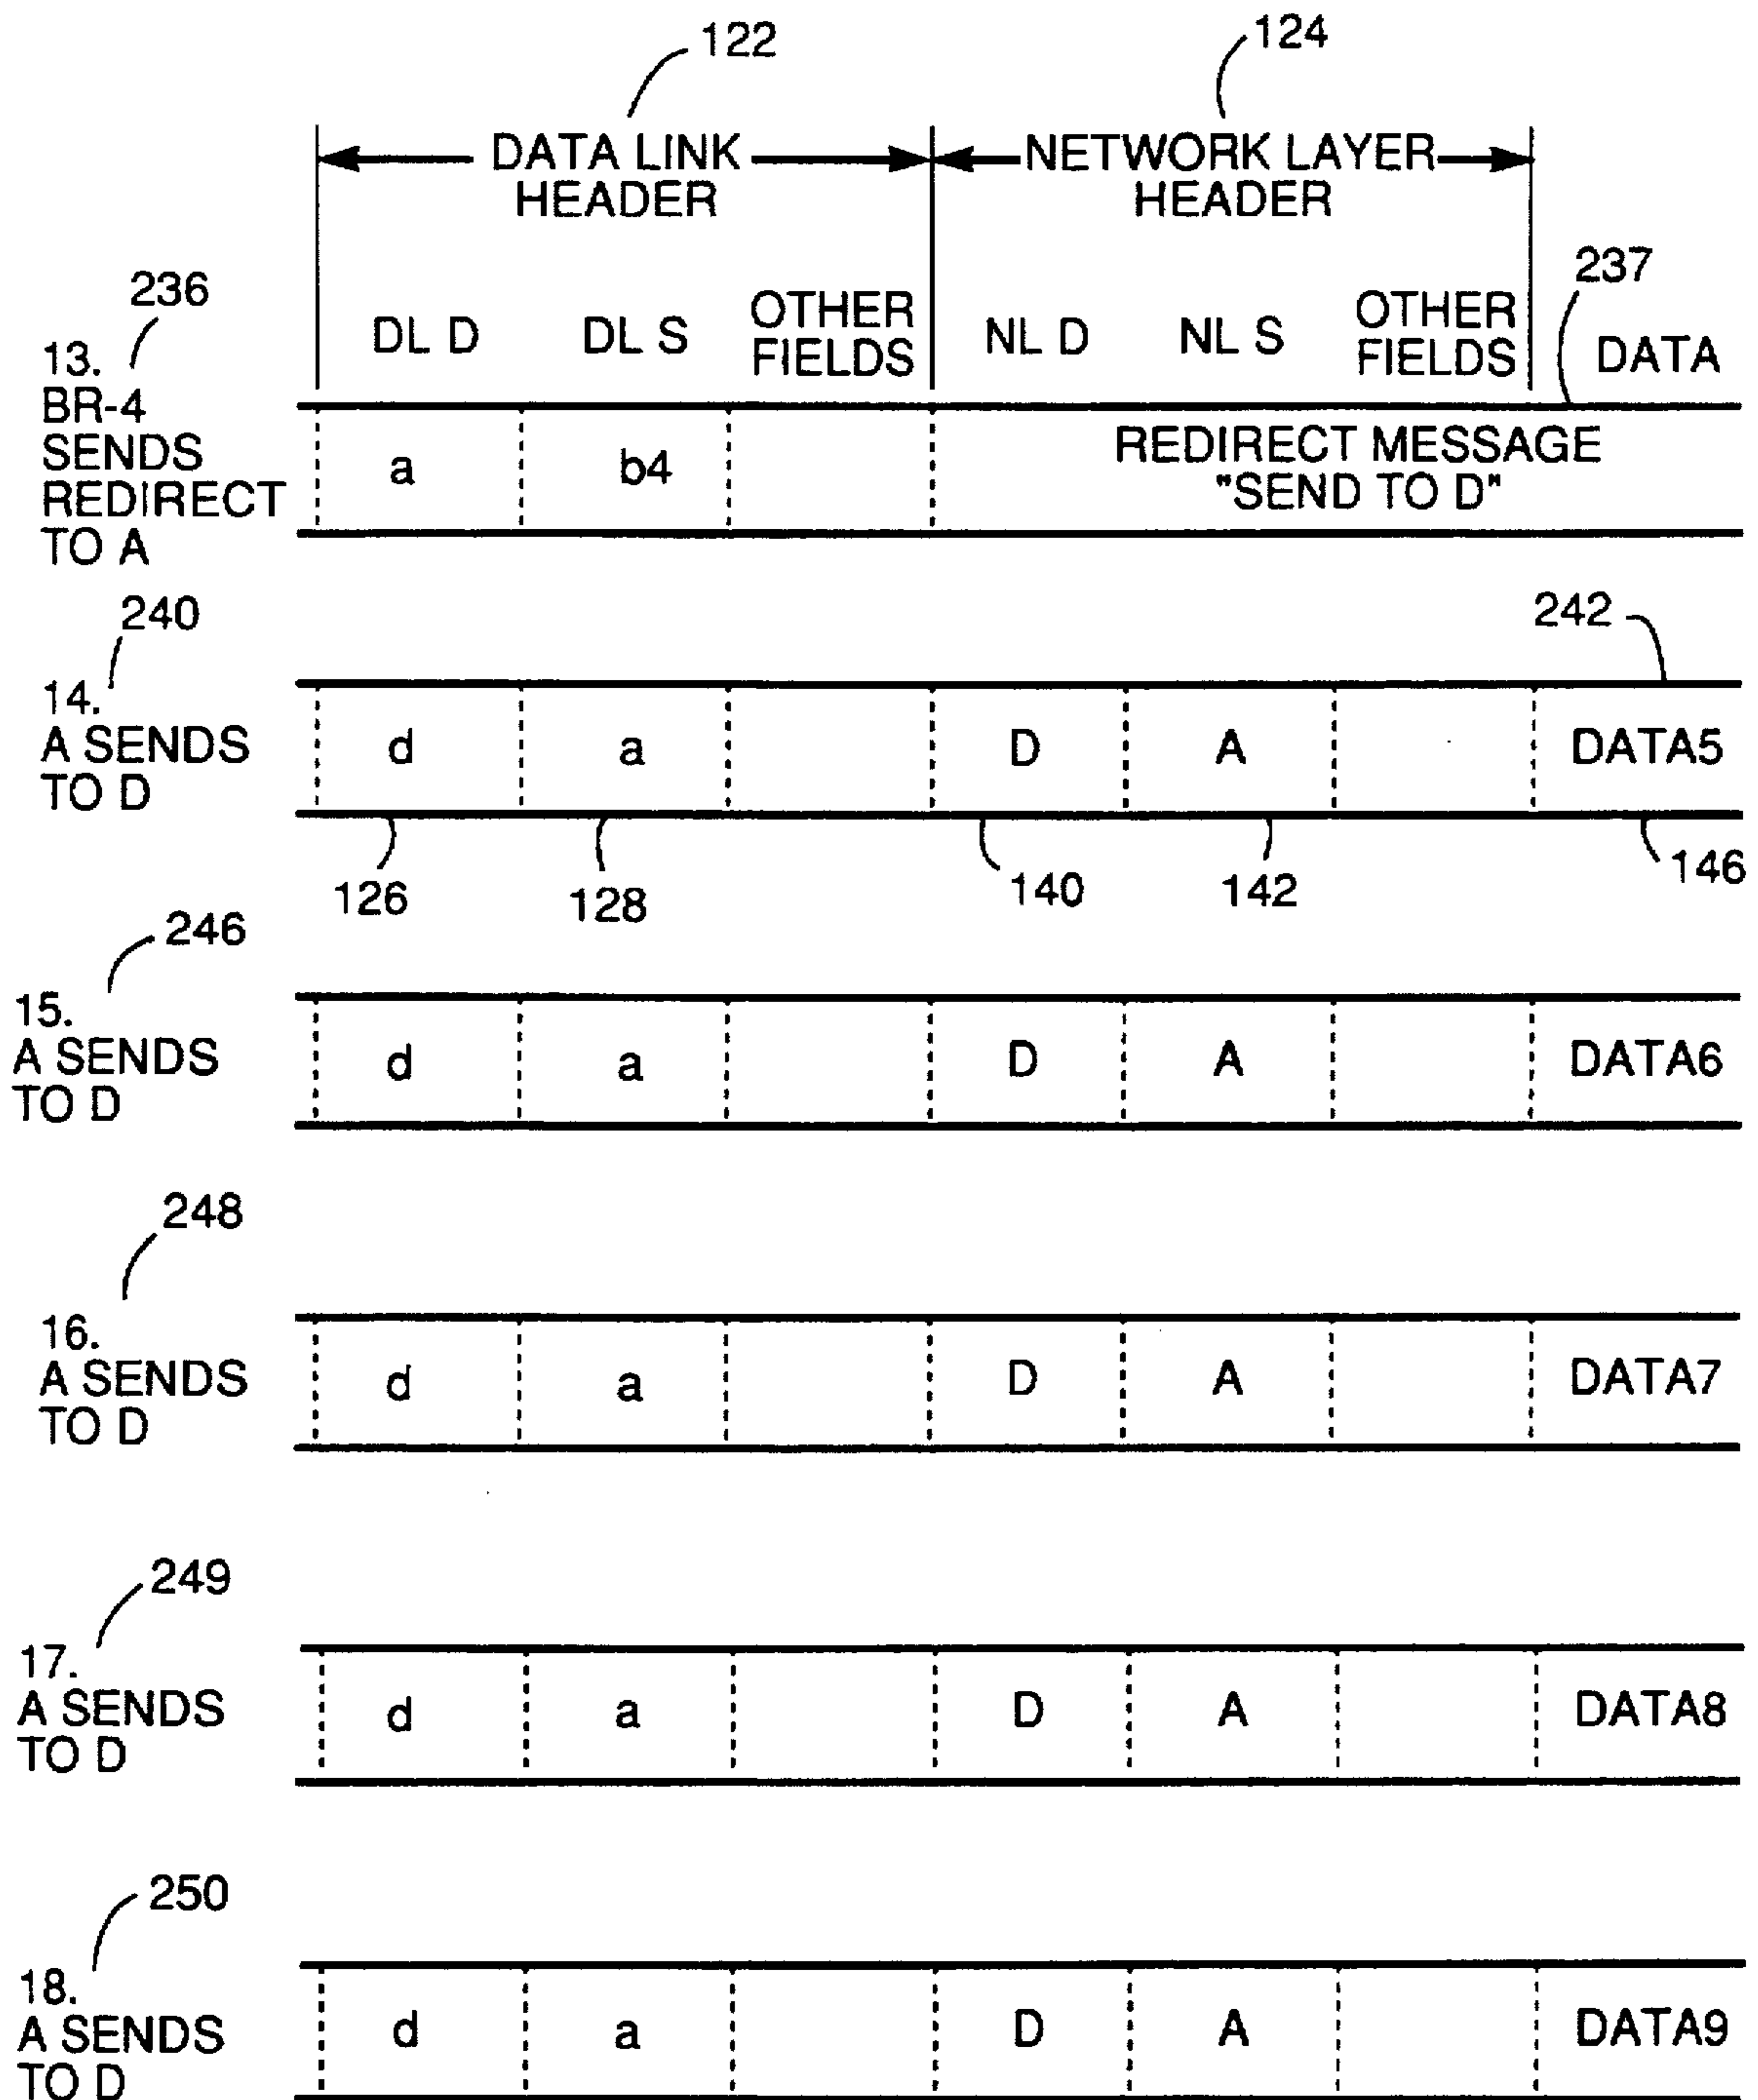 122
124
DATA LINK
HEADER
NETWORK LAYER
HEADER
236
237
DL D
DL S
OTHER
FIELDS
NL D
NL S
OTHER
FIELDS
DATA
13.
BR-4
SENDS
REDIRECT
TO A
a
b4
REDIRECT MESSAGE
"SEND TO D"
240
242
14.
A SENDS
TO D
d
a
D
A
DATA5
126
128
140
142
146
246
15.
A SENDS
TO D
d
a
D
A
DATA6
248
16.
A SENDS
TO D
d
a
D
A
DATA7
249
17.
A SENDS
TO D
d
a
D
A
DATA8
250
18.
A SENDS
TO D
d
a
D
A
DATA9